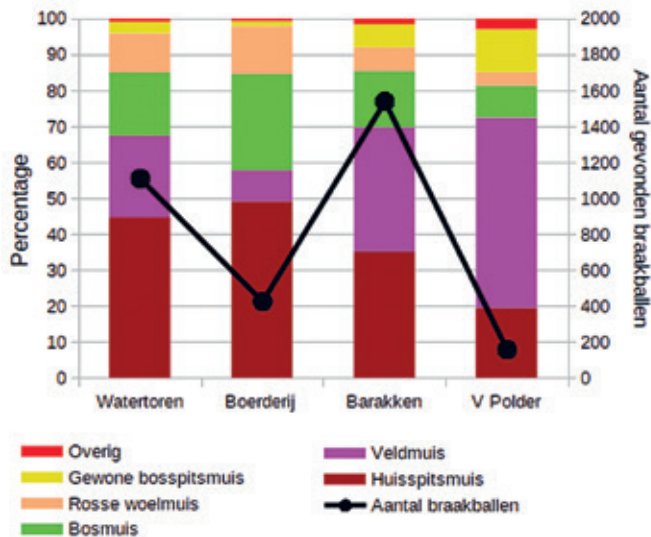 100
90
80
70
60
50
40
30
20
10
0
Percentage
2000
1800
1600
1400
1200
1000
800
600
400
200
0
Aantal gevonden braakballen
Watertoren Boerderij Barakken V Polder
Overig
Gewone bosspitsmuis
Rosse woelmuis
Bosmuis
Veldmuis
Huisspitsmuis
Aantal braakballen